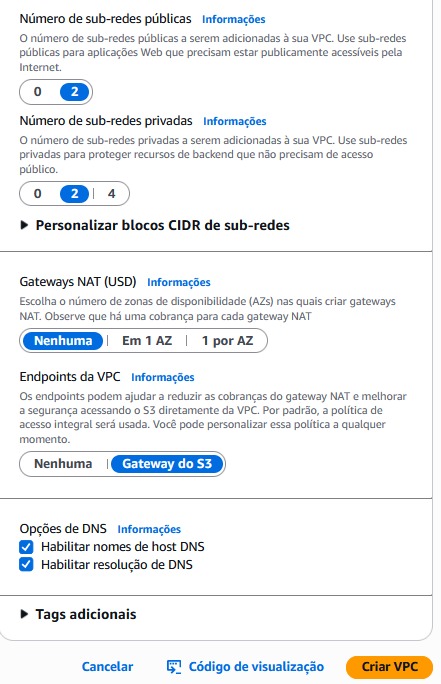 Número de sub-redes públicas Informações
O número de sub-redes públicas a serem adicionadas à sua VPC. Use sub-redes
públicas para aplicações Web que precisam estar publicamente acessíveis pela
Internet.
0 2
Número de sub-redes privadas Informações
O número de sub-redes privadas a serem adicionadas à sua VPC. Use sub-redes
privadas para proteger recursos de backend que não precisam de acesso
público.
0 2 4
Personalizar blocos CIDR de sub-redes
Gateways NAT (USD) Informações
Escolha o número de zonas de disponibilidade (AZs) nas quais criar gateways
NAT. Observe que há uma cobrança para cada gateway NAT
Nenhuma Em 1 AZ 1 por AZ
Endpoints da VPC Informações
Os endpoints podem ajudar a reduzir as cobranças do gateway NAT e melhorar
a segurança acessando o S3 diretamente da VPC. Por padrão, a política de
acesso integral será usada. Você pode personalizar essa política a qualquer
momento.
Nenhuma Gateway do S3
Opções de DNS Informações
Habilitar nomes de host DNS
Habilitar resolução de DNS
Tags adicionais
Cancelar Código de visualização Criar VPC